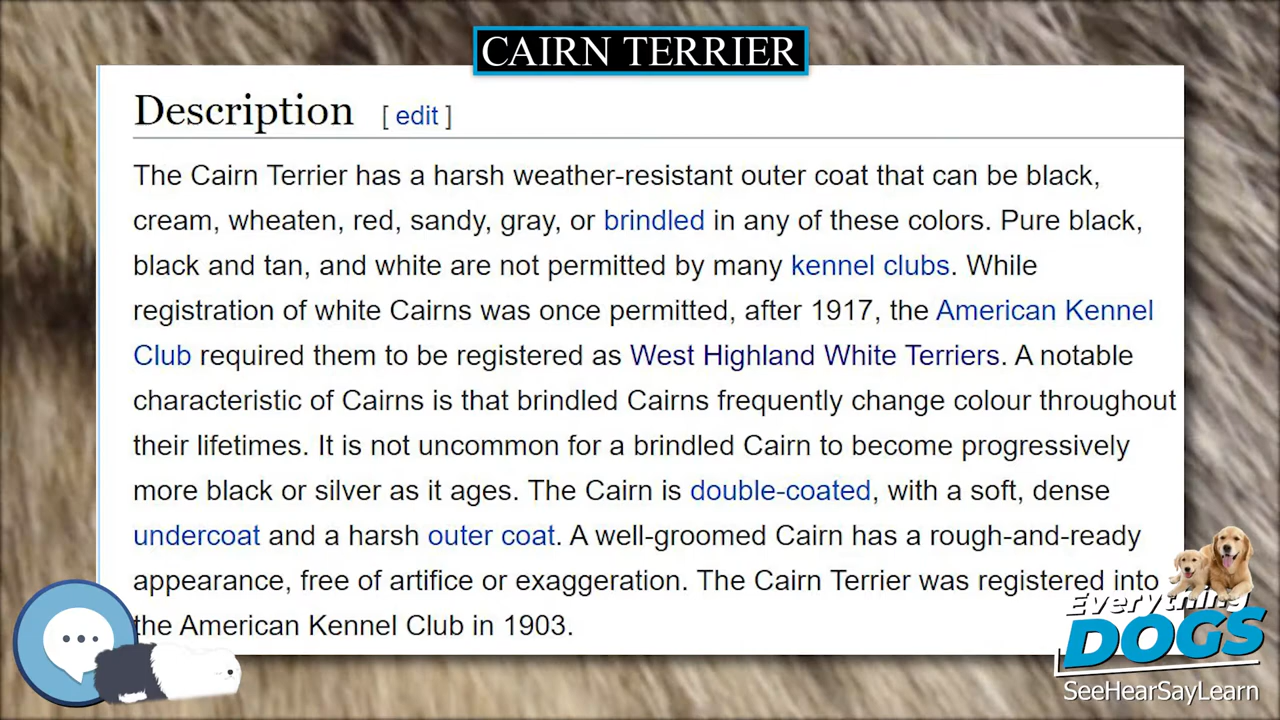 CAIRN TERRIER
Description [ edit ]
The Cairn Terrier has a harsh weather-resistant outer coat that can be black,
cream, wheaten, red, sandy, gray, or brindled in any of these colors. Pure black,
black and tan, and white are not permitted by many kennel clubs. While
registration of white Cairns was once permitted, after 1917, the American Kennel
Club required them to be registered as West Highland White Terriers. A notable
characteristic of Cairns is that brindled Cairns frequently change colour throughout
their lifetimes. It is not uncommon for a brindled Cairn to become progressively
more black or silver as it ages. The Cairn is double-coated, with a soft, dense
undercoat and a harsh outer coat. A well-groomed Cairn has a rough-and-ready
appearance, free of artifice or exaggeration. The Cairn Terrier was registered into
the American Kennel Club in 1903.
Everything
DOGS
SeeHearSayLearn